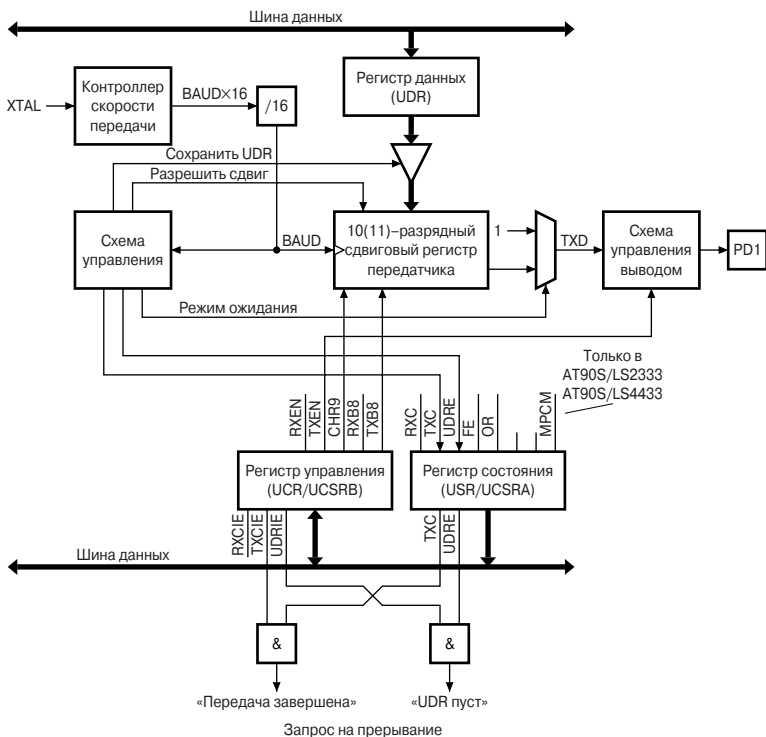 Шина данных
Контроллер
скорости
передачи
XTAL
BAUD×16
/16
Регистр данных
(UDR)
Сохранить UDR
Разрешить сдвиг
Схема
управления
BAUD
10(11)–разрядный
сдвиговый регистр
передатчика
1
TXD
Схема
управления
выводом
PD1
Режим ожидания
Только в
AT90S/LS2333
AT90S/LS4433
RXEN
TXEN
CHR9
RXB8
TXB8
RXC
TXC
UDRE
FE
OR
MPCM
Регистр управления
(UCR/UCSRB)
Регистр состояния
(USR/UCSRA)
RXCIE
TXCIE
UDRIE
TXC
UDRE
Шина данных
&
&
«Передача завершена»
«UDR пуст»
Запрос на прерывание